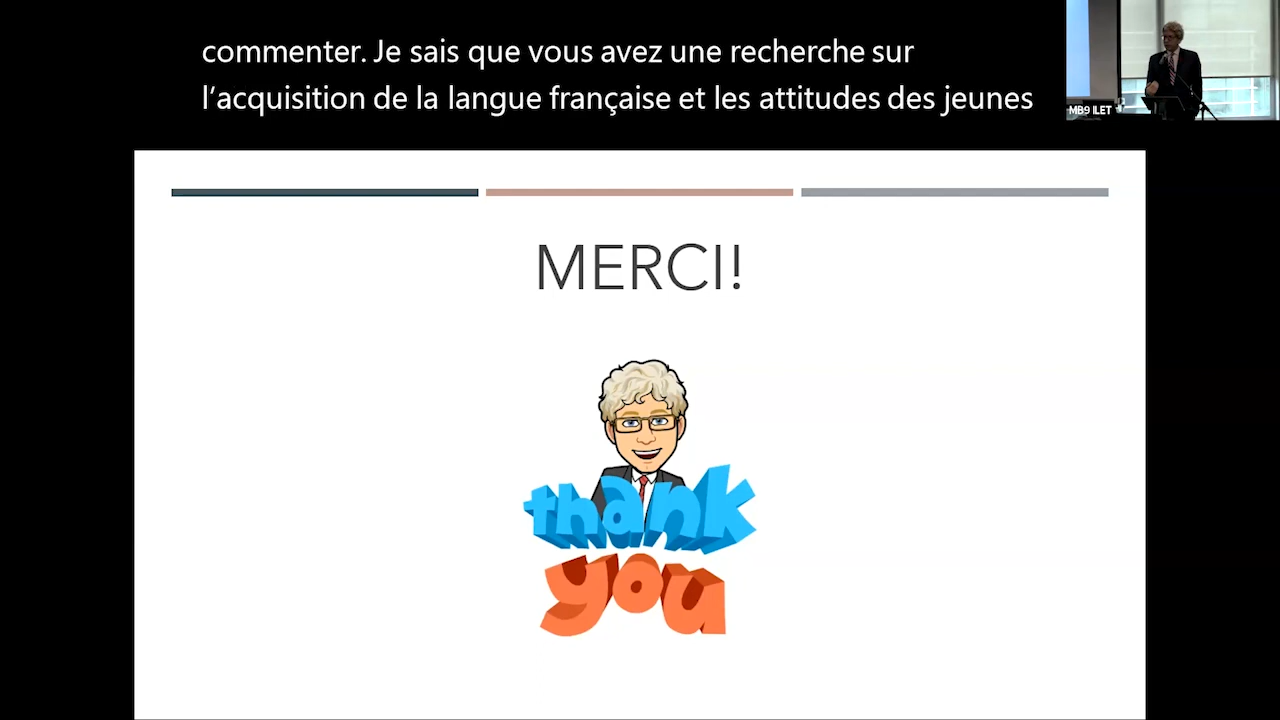 commenter. Je sais que vous avez une recherche sur
l'acquisition de la langue française et les attitudes des jeunes
MB9 ILET
MERCI!
thank
you